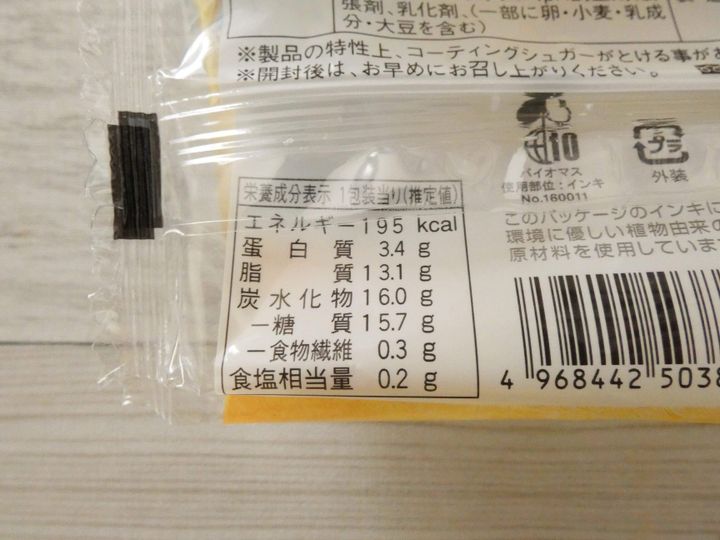 張剤、乳化剤、(一部に卵・小麦・乳成
分・大豆を含む)
※製品の特性上、コーティングシュガーがとける事があ
※開封後は、お早めにお召し上がりください。
10
バイオマス
使用部位:インキ
No.160011
プラ
外装
このパッケージのインキに
環境に優しい植物由来の
原材料を使用していま
栄養成分表示 1包装当り(推定値)
エネルギー 195 kcal
蛋白質 3.4 g
脂質 13.1 g
炭水化物 16.0 g
-糖質 15.7 g
-食物繊維 0.3 g
食塩相当量 0.2 g
4 968442 5038